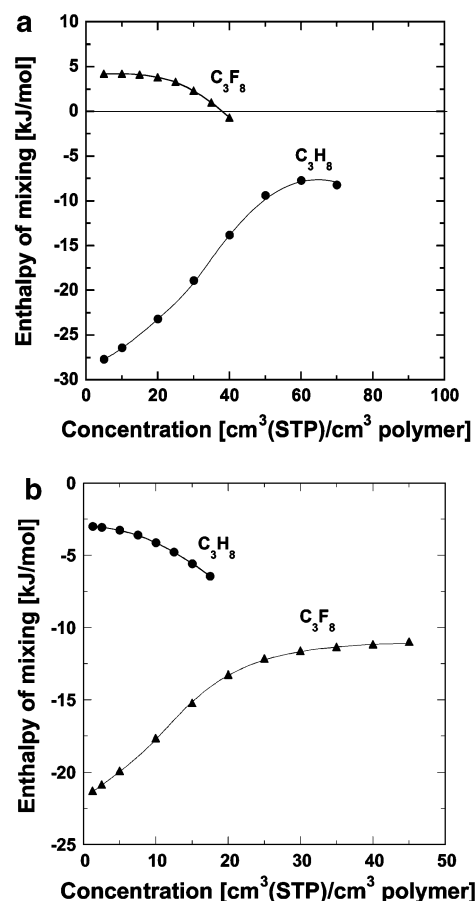 a
10
5
0
-5
-10
-15
-20
-25
-30
C₃F₈
C₃H₈
Enthalpy of mixing [kJ/mol]
0 20 40 60 80 100
Concentration [cm³(STP)/cm³ polymer]
b
0
-5
-10
-15
-20
-25
C₃H₈
C₃F₈
Enthalpy of mixing [kJ/mol]
0 10 20 30 40 50
Concentration [cm³(STP)/cm³ polymer]